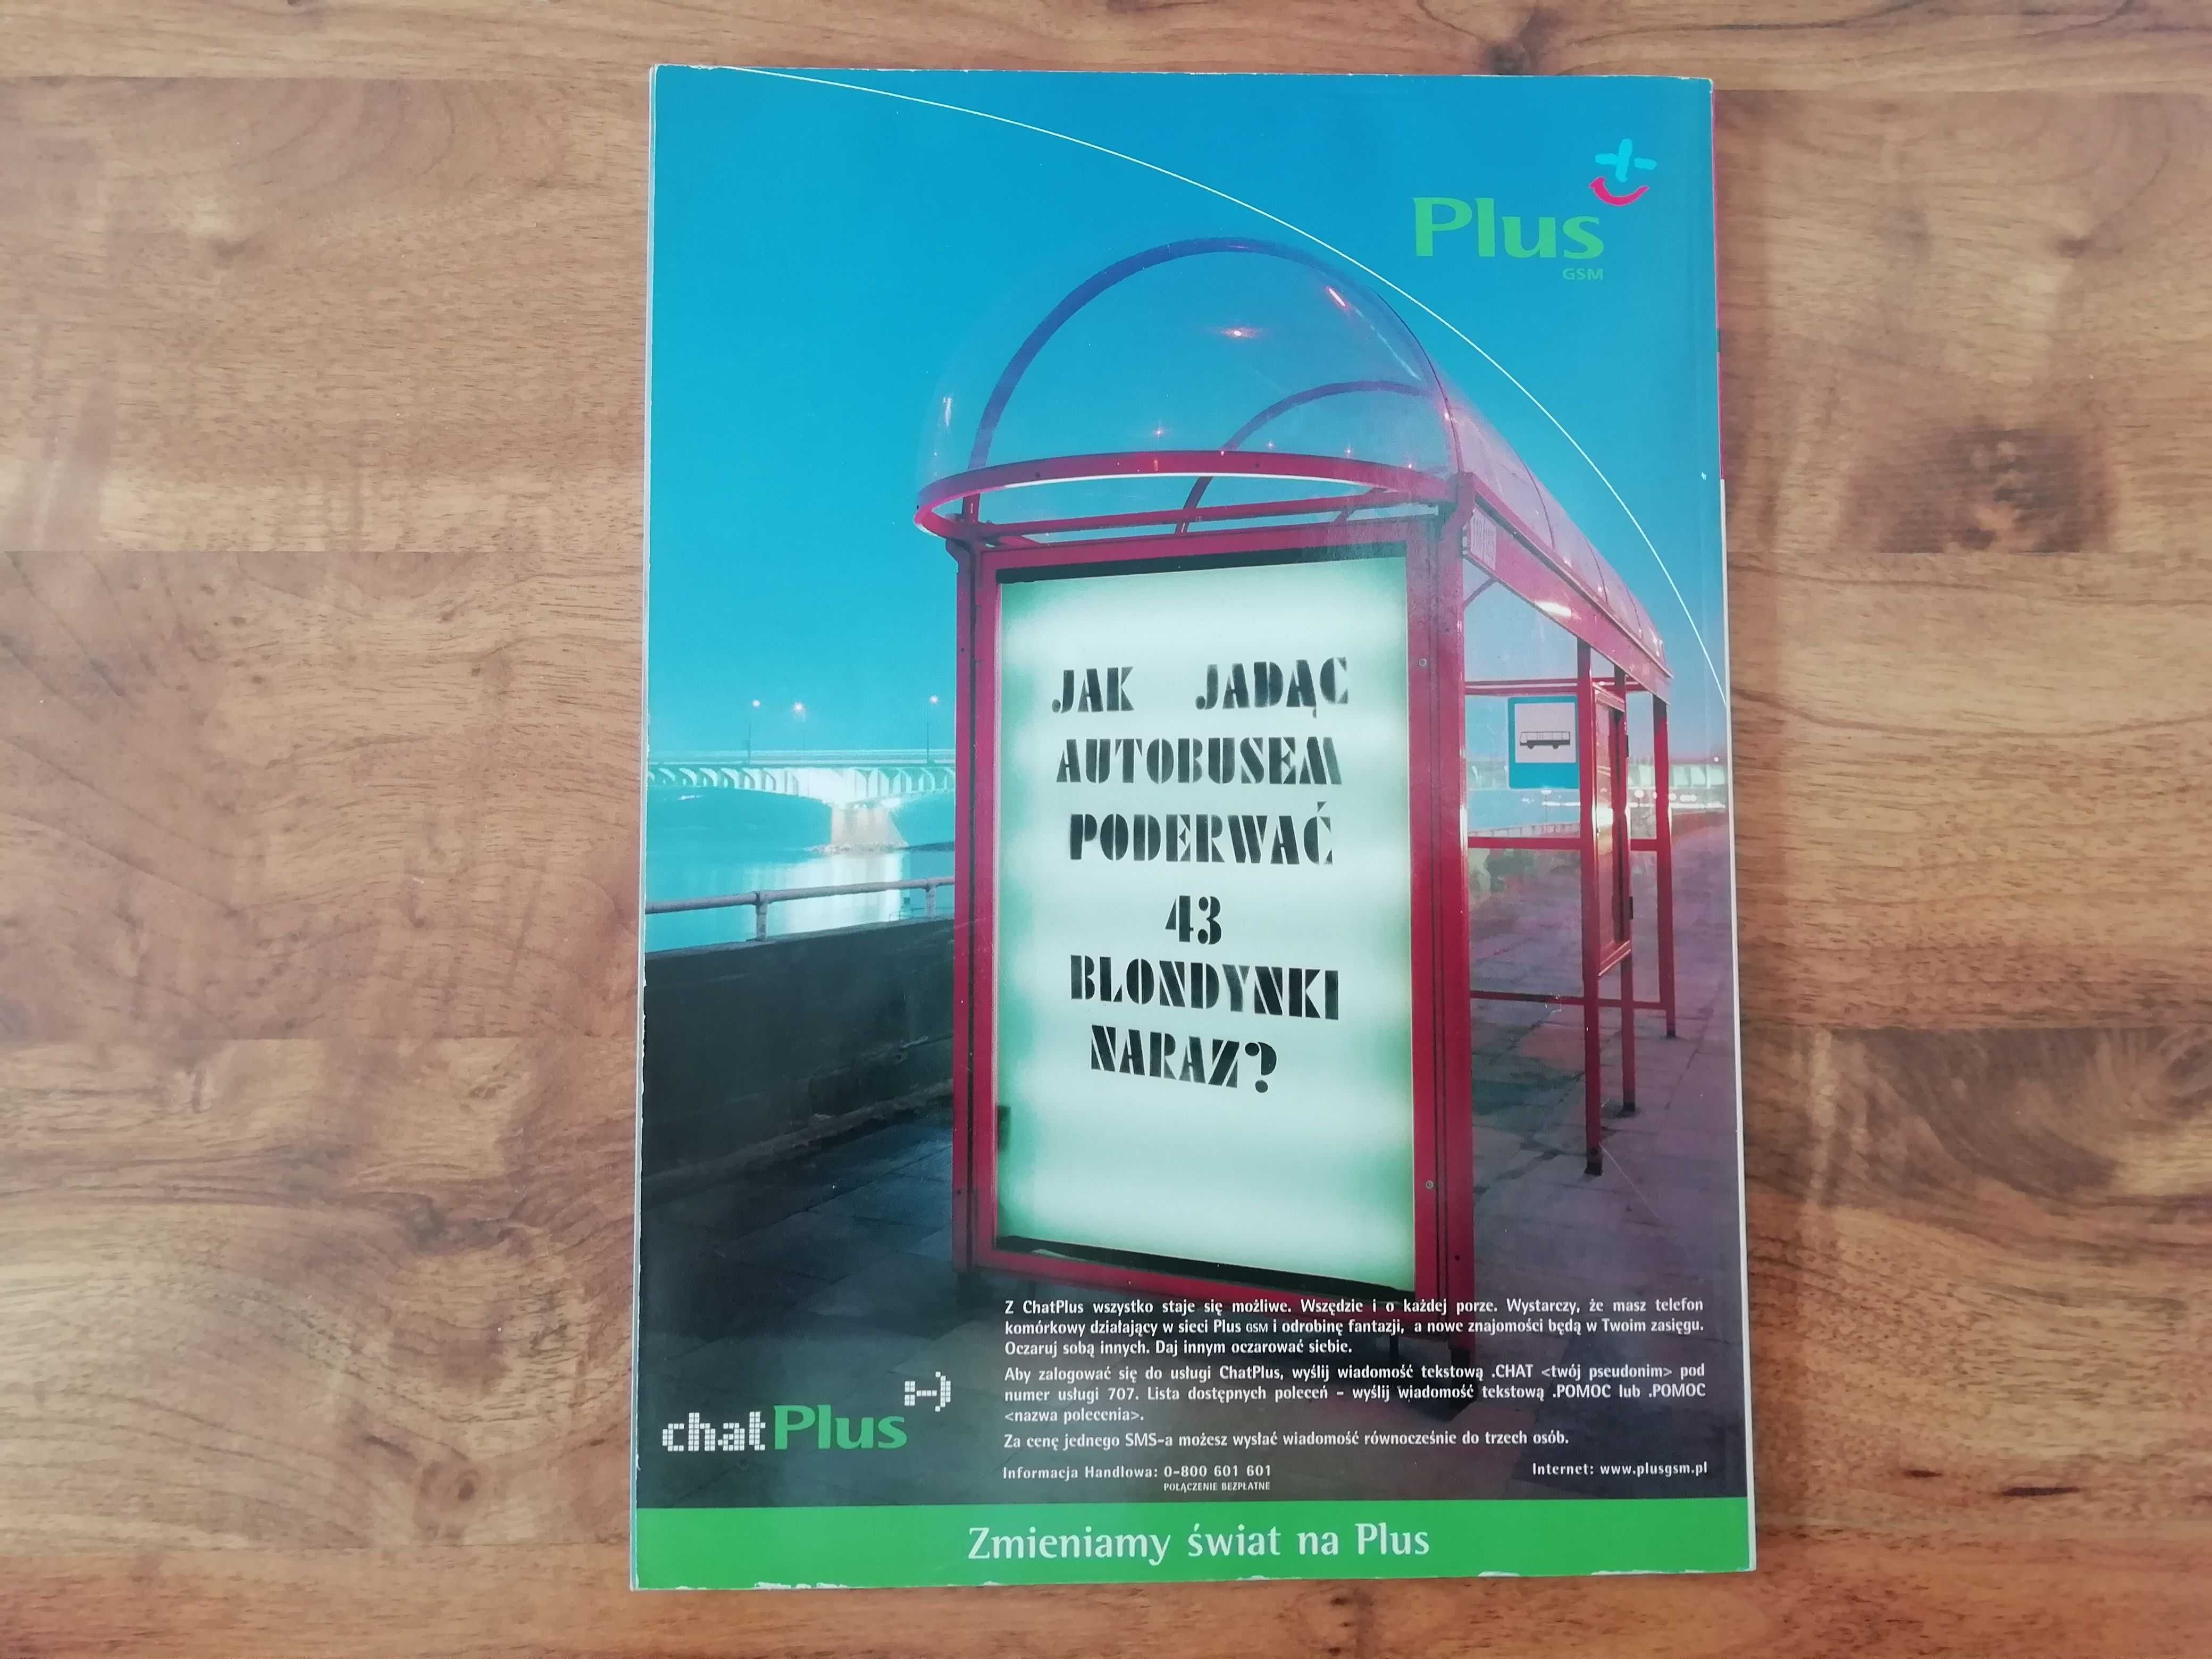 Plus
GSM
JAK JADĄC
AUTOBUSEM
PODERWAĆ
43
BLONDYNKI
NARAZ?
Z ChatPlus wszystko staje się możliwe. Wszędzie i o każdej porze. Wystarczy, że masz telefon
komórkowy działający w sieci Plus GSM i odrobinę fantazji, a nowe znajomości będą w Twoim zasięgu.
Oczaruj sobą innych. Daj innym oczarować siebie.
Aby zalogować się do usługi ChatPlus, wyślij wiadomość tekstową .CHAT <twój pseudonim> pod
numer usługi 707. Lista dostępnych poleceń - wyślij wiadomość tekstową .POMOC lub .POMOC
<nazwa polecenia>.
Za cenę jednego SMS-a możesz wysłać wiadomość równocześnie do trzech osób.
Informacja Handlowa: 0-800 601 601
POŁĄCZENIE BEZPŁATNE
Internet: www.plusgsm.pl
:-)
chatPlus
Zmieniamy świat na Plus